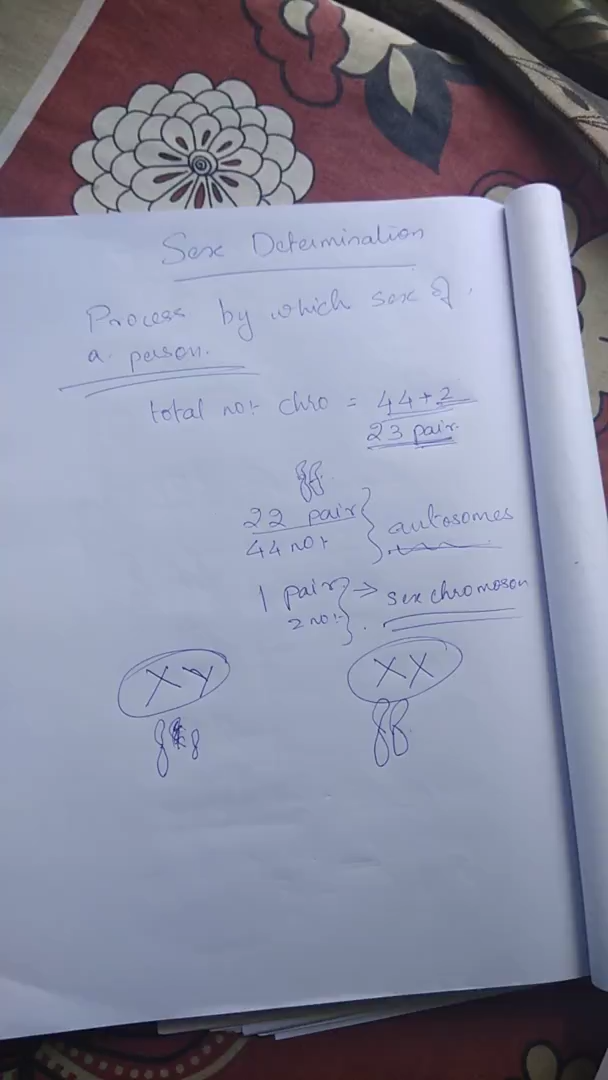 Sex Determination
Process by which sex of
a person.
total no:- chro = 44+2
23 pair.
22 pair
44 no:-
autosomes
1 pair → sex chromoson
2 no:-
XY
XX